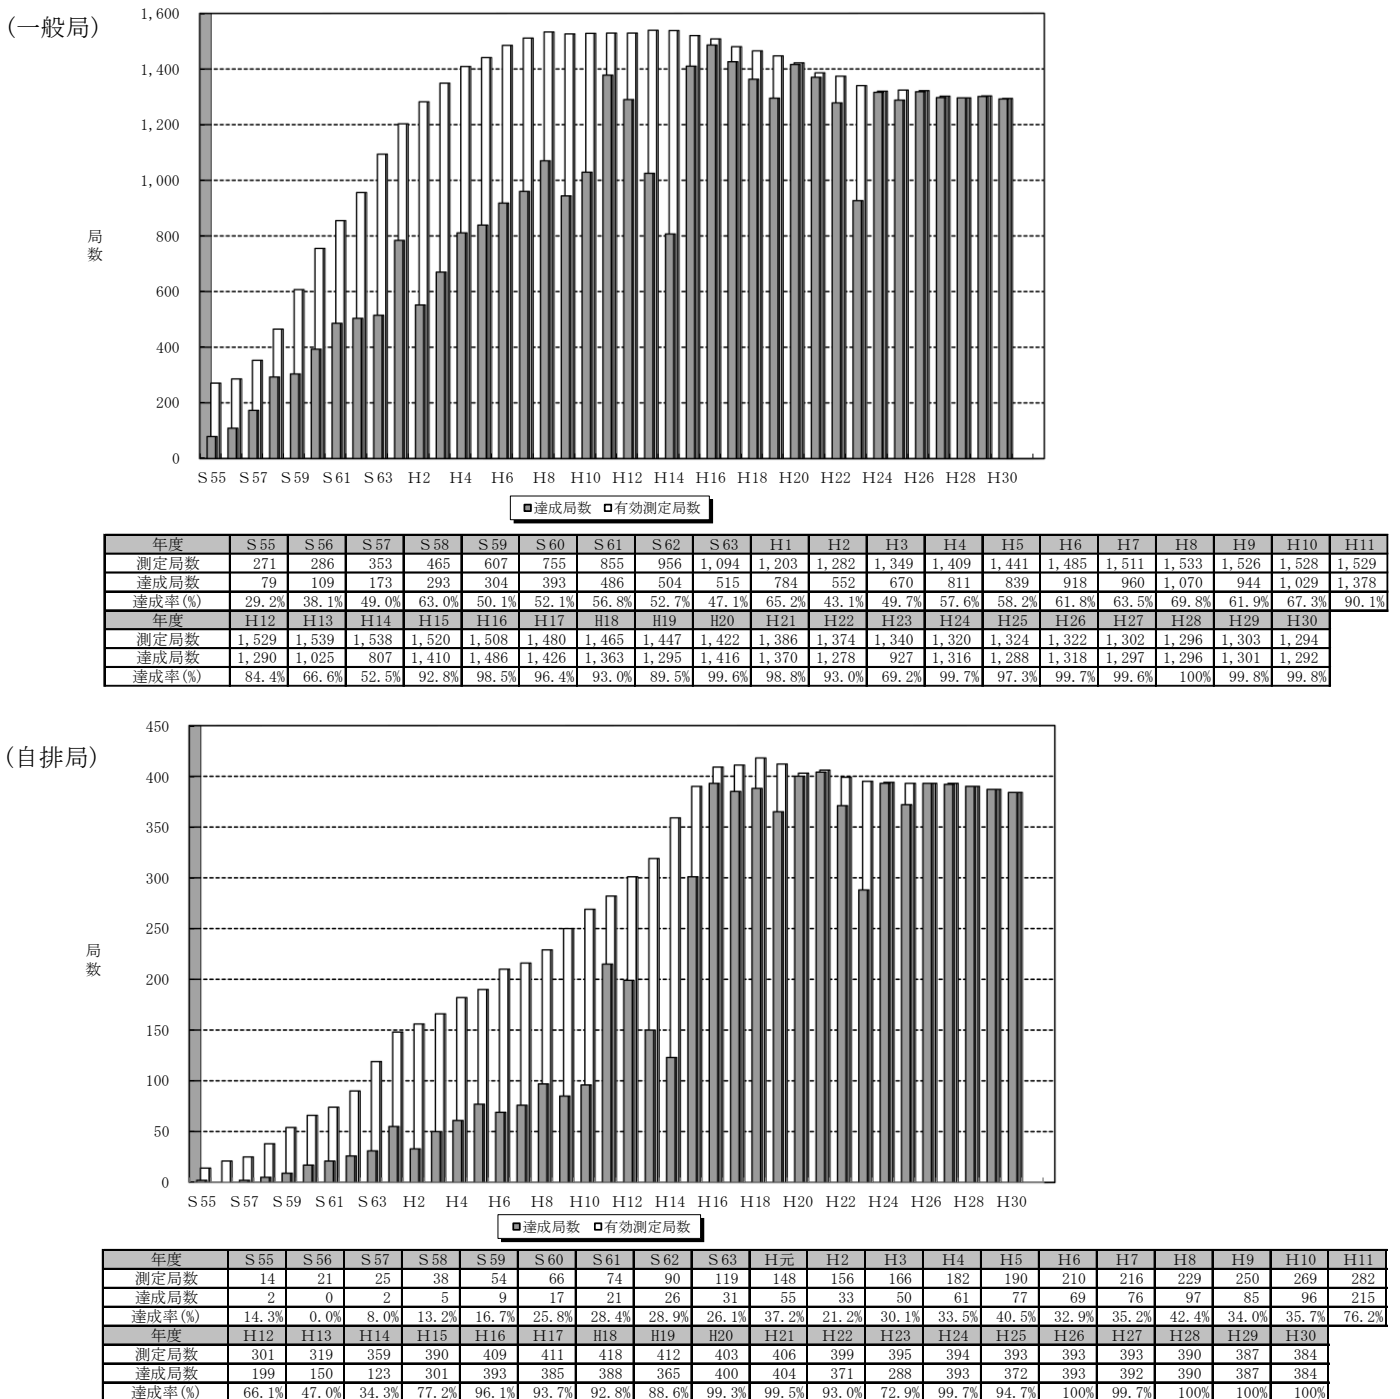 (一般局)
1,600
1,400
1,200
1,000
800
600
400
200
0
局数
S55 S57 S59 S61 S63 H2 H4 H6 H8 H10 H12 H14 H16 H18 H20 H22 H24 H26 H28 H30
達成局数 有効測定局数
年度 S55 S56 S57 S58 S59 S60 S61 S62 S63 H1 H2 H3 H4 H5 H6 H7 H8 H9 H10 H11
測定局数 271 286 353 465 607 755 855 956 1,094 1,203 1,282 1,349 1,409 1,441 1,485 1,511 1,533 1,526 1,528 1,529
達成局数 79 109 173 293 304 393 486 504 515 784 552 670 811 839 918 960 1,070 944 1,029 1,378
達成率(%) 29.2% 38.1% 49.0% 63.0% 50.1% 52.1% 56.8% 52.7% 47.1% 65.2% 43.1% 49.7% 57.6% 58.2% 61.8% 63.5% 69.8% 61.9% 67.3% 90.1%
年度 H12 H13 H14 H15 H16 H17 H18 H19 H20 H21 H22 H23 H24 H25 H26 H27 H28 H29 H30
測定局数 1,529 1,539 1,538 1,520 1,508 1,480 1,465 1,447 1,422 1,386 1,374 1,340 1,320 1,324 1,322 1,302 1,296 1,303 1,294
達成局数 1,290 1,025 807 1,410 1,486 1,426 1,363 1,295 1,416 1,370 1,278 927 1,316 1,288 1,318 1,297 1,296 1,301 1,292
達成率(%) 84.4% 66.6% 52.5% 92.8% 98.5% 96.4% 93.0% 89.5% 99.6% 98.8% 93.0% 69.2% 99.7% 97.3% 99.7% 99.6% 100% 99.8% 99.8%
(自排局)
450
400
350
300
250
200
150
100
50
0
局数
S55 S57 S59 S61 S63 H2 H4 H6 H8 H10 H12 H14 H16 H18 H20 H22 H24 H26 H28 H30
達成局数 有効測定局数
年度 S55 S56 S57 S58 S59 S60 S61 S62 S63 H元 H2 H3 H4 H5 H6 H7 H8 H9 H10 H11
測定局数 14 21 25 38 54 66 74 90 119 148 156 166 182 190 210 216 229 250 269 282
達成局数 2 0 2 5 9 17 21 26 31 55 33 50 61 77 69 76 97 85 96 215
達成率(%) 14.3% 0.0% 8.0% 13.2% 16.7% 25.8% 28.4% 28.9% 26.1% 37.2% 21.2% 30.1% 33.5% 40.5% 32.9% 35.2% 42.4% 34.0% 35.7% 76.2%
年度 H12 H13 H14 H15 H16 H17 H18 H19 H20 H21 H22 H23 H24 H25 H26 H27 H28 H29 H30
測定局数 301 319 359 390 409 411 418 412 403 406 399 395 394 393 393 393 390 387 384
達成局数 199 150 123 301 393 385 388 365 400 404 371 288 393 372 393 392 390 387 384
達成率(%) 66.1% 47.0% 34.3% 77.2% 96.1% 93.7% 92.8% 88.6% 99.3% 99.5% 93.0% 72.9% 99.7% 94.7% 100% 99.7% 100% 100% 100%